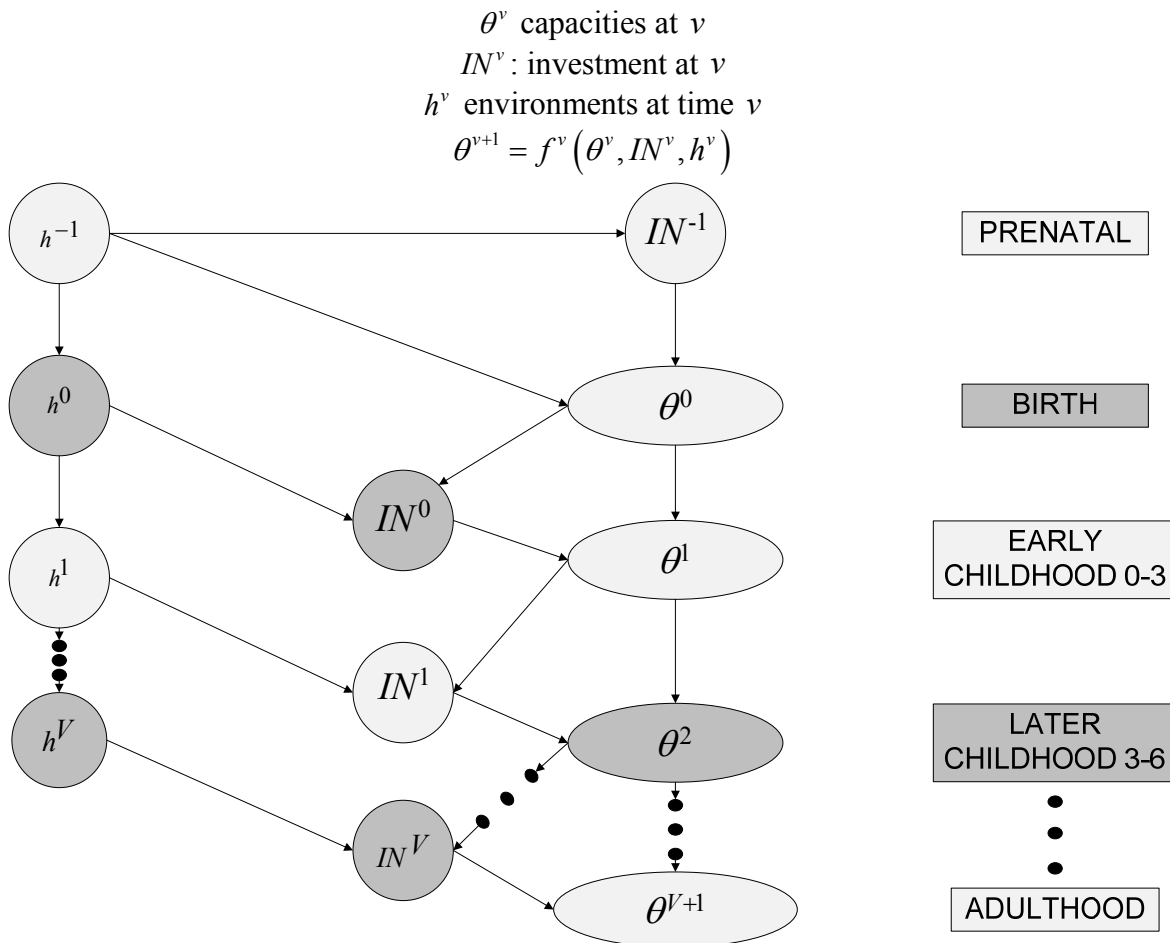 θ^v capacities at v
IN^v : investment at v
h^v environments at time v
θ^{v+1} = f^v (θ^v, IN^v, h^v)
h^{-1}
IN^{-1}
PRENATAL
h^0
θ^0
BIRTH
IN^0
θ^1
EARLY
CHILDHOOD 0-3
h^1
IN^1
θ^2
LATER
CHILDHOOD 3-6
h^V
IN^V
θ^{V+1}
ADULTHOOD